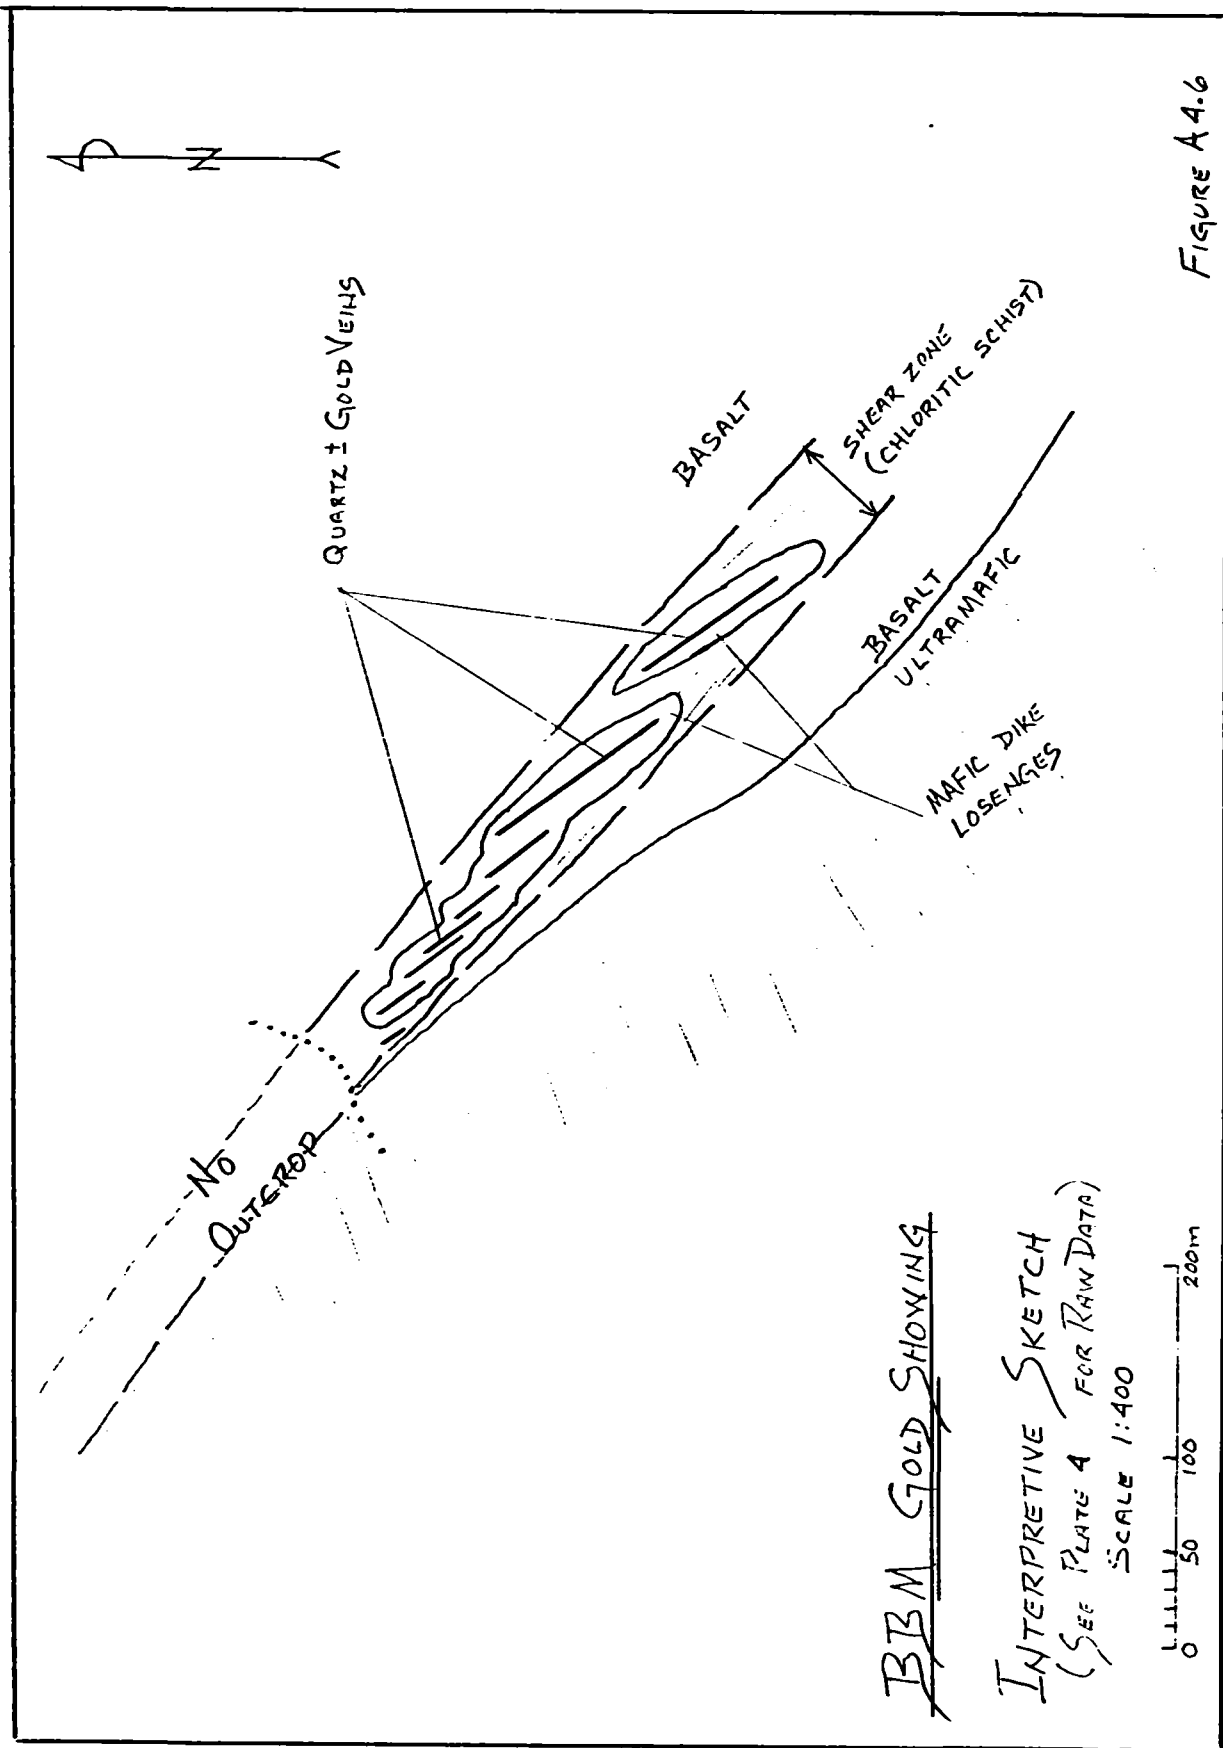 N
QUARTZ ± GOLD VEINS
BASALT
SHEAR ZONE
(CHLORITIC SCHIST)
BASALT
ULTRAMAFIC
MAFIC DIKE
LOSENGES
NO
OUTCROP
BBM GOLD SHOWING
INTERPRETIVE SKETCH
(SEE PLATE 4 FOR RAW DATA)
SCALE 1:400
0 50 100 200m
FIGURE A4.6